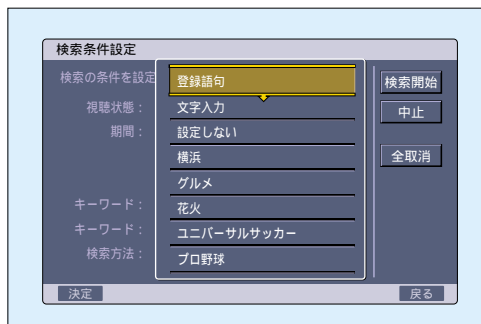 検索条件設定
検索の条件を設定
視聴状態：
期間：
キーワード：
キーワード：
検索方法：
登録語句
文字入力
設定しない
横浜
グルメ
花火
ユニバーサルサッカー
プロ野球
検索開始
中止
全取消
決定
戻る